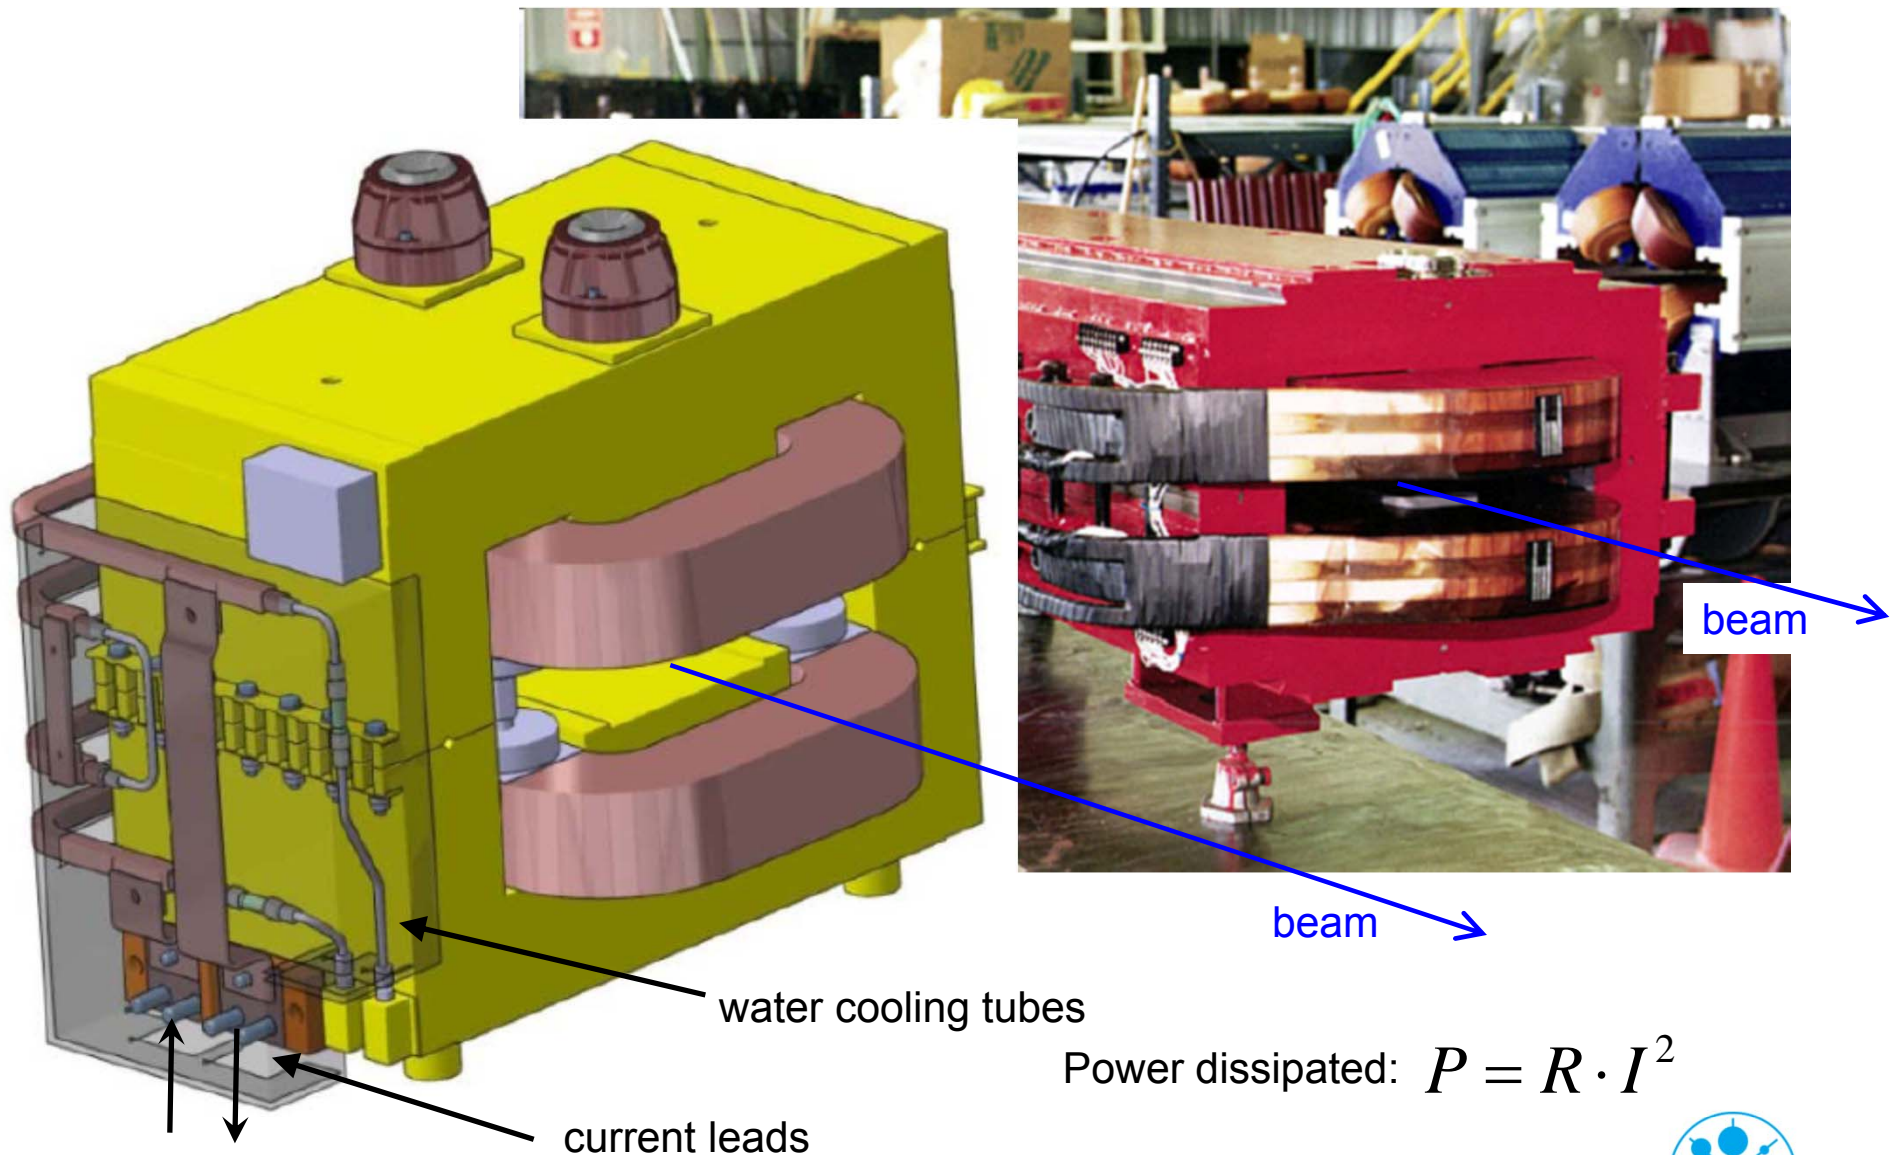 beam
beam
water cooling tubes
Power dissipated: P = R · I²
current leads